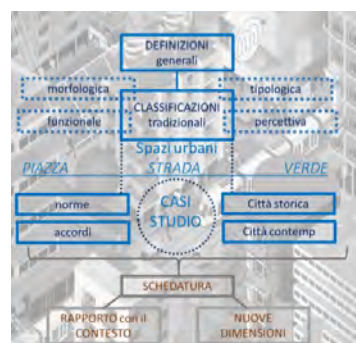 DEFINIZIONI
generali
morfologica
tipologica
CLASSIFICAZIONI
funzionale
tradizionali
percettiva
Spazi urbani
PIAZZA STRADA VERDE
norme
CASI
STUDIO
Città storica
accordi
Città contemp
SCHEDATURA
RAPPORTO con il
CONTESTO
NUOVE
DIMENSIONI